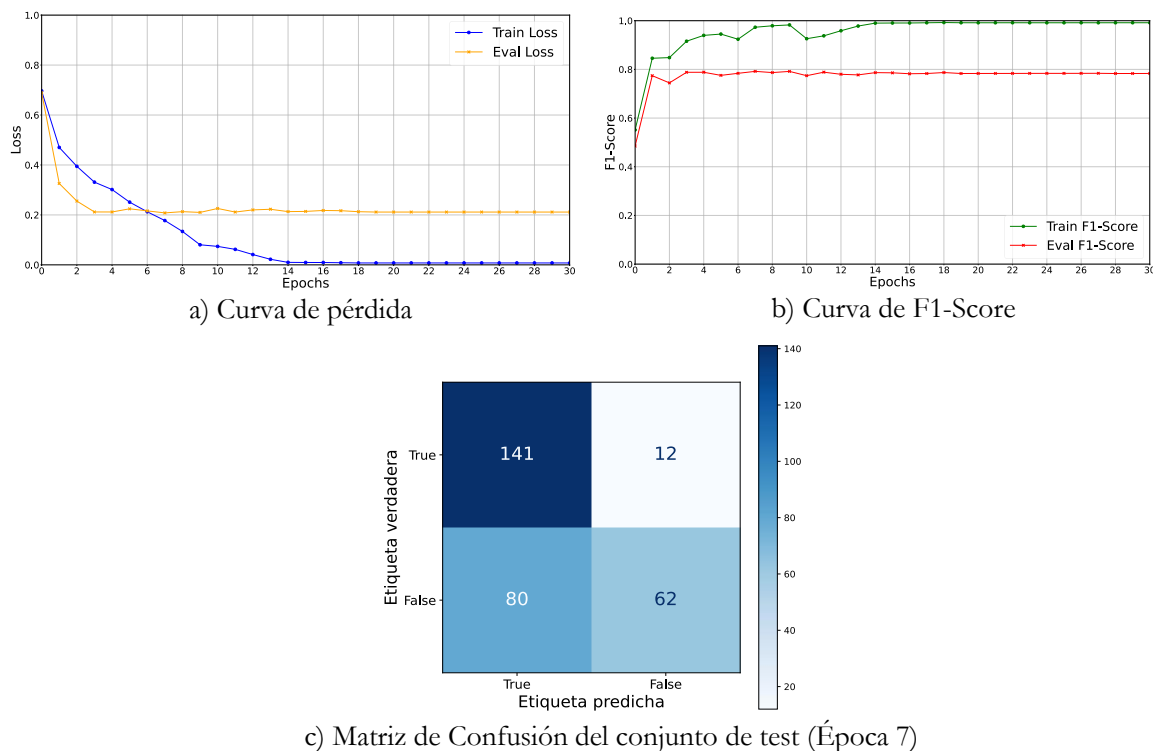 1.0
0.8
0.6
0.4
0.2
0.0
Loss
Train Loss
Eval Loss
0 2 4 6 8 10 12 14 16 18 20 22 24 26 28 30
Epochs
a) Curva de pérdida
1.0
0.8
0.6
0.4
0.2
0.0
F1-Score
Train F1-Score
Eval F1-Score
0 2 4 6 8 10 12 14 16 18 20 22 24 26 28 30
Epochs
b) Curva de F1-Score
Etiqueta verdadera
True
False
141 12
80 62
True False
Etiqueta predicha
140
120
100
80
60
40
20
c) Matriz de Confusión del conjunto de test (Época 7)